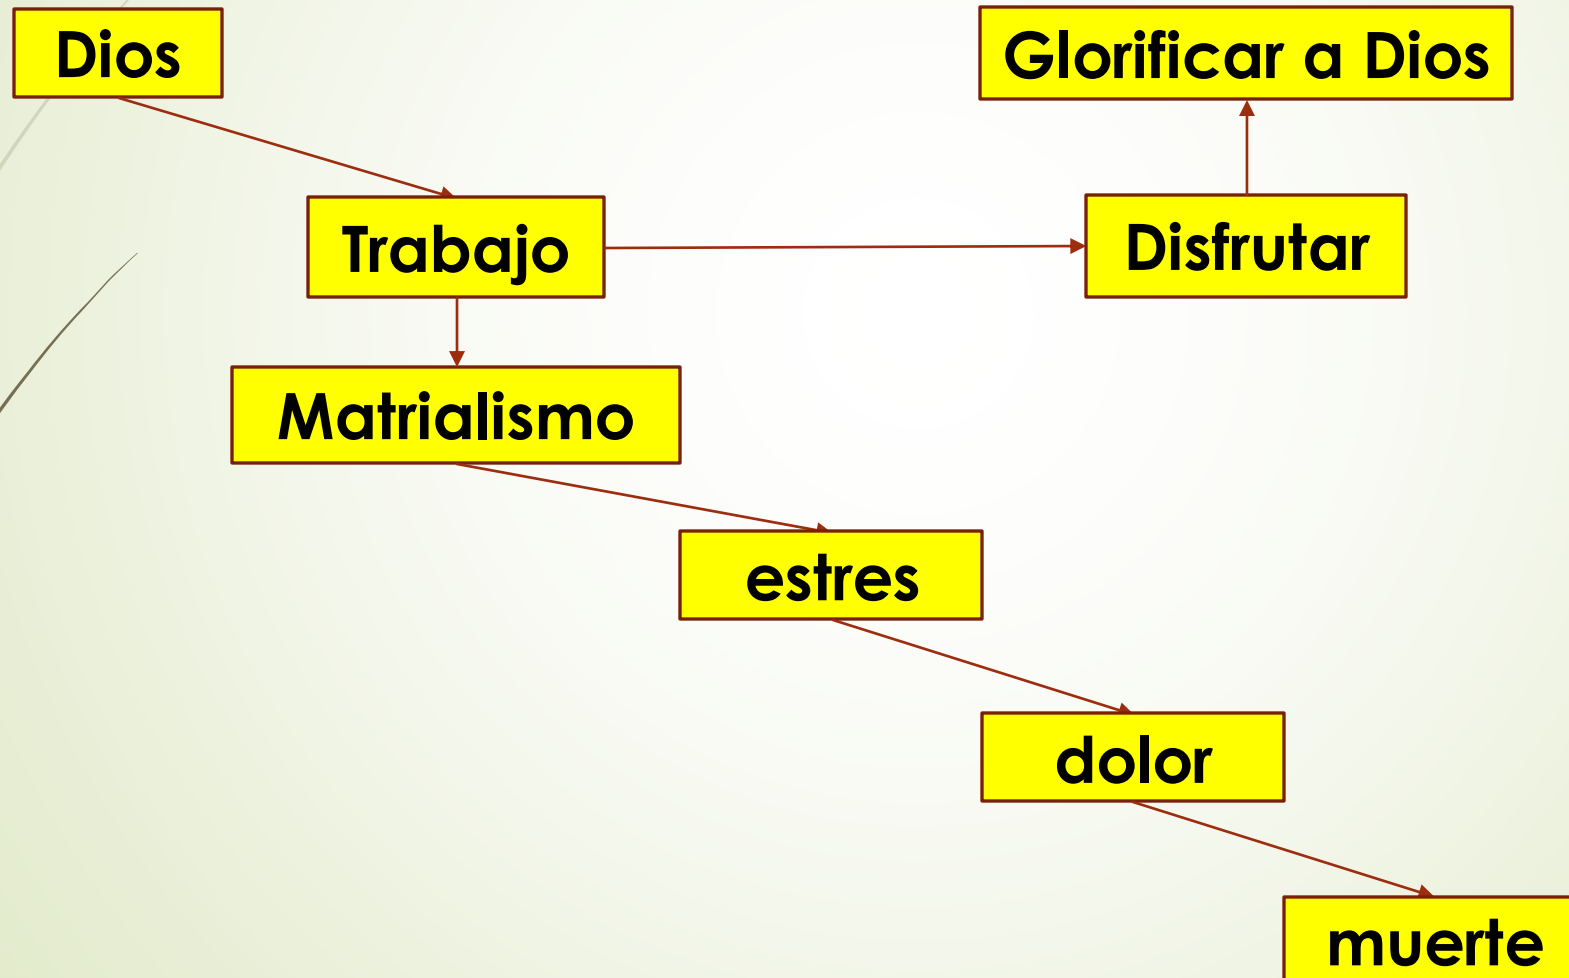 Dios
Glorificar a Dios
Trabajo
Disfrutar
Matrialismo
estres
dolor
muerte